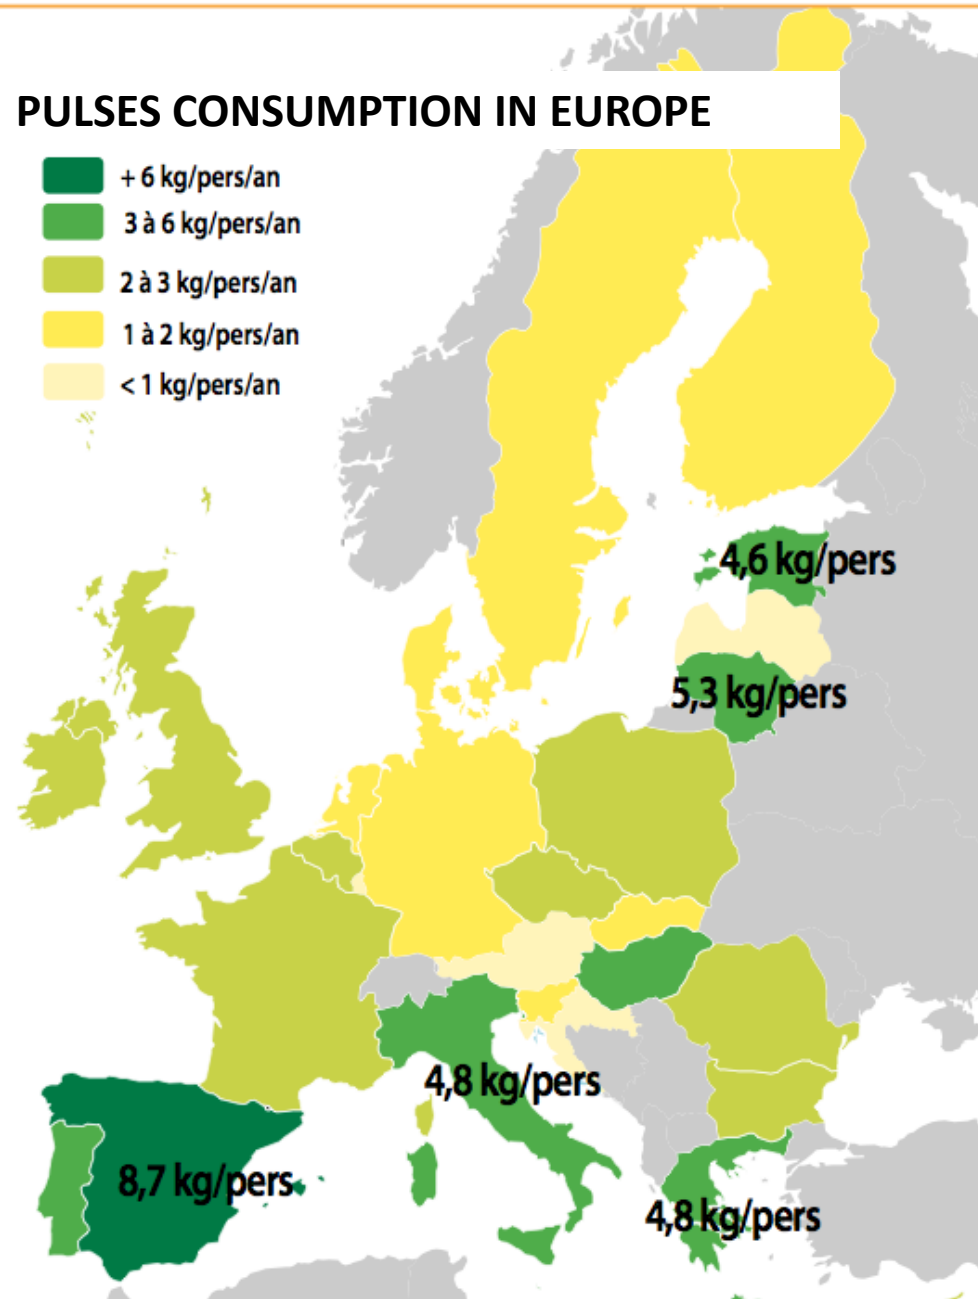 PULSES CONSUMPTION IN EUROPE
+ 6 kg/pers/an
3 à 6 kg/pers/an
2 à 3 kg/pers/an
1 à 2 kg/pers/an
< 1 kg/pers/an
4,6 kg/pers
5,3 kg/pers
4,8 kg/pers
8,7 kg/pers
4,8 kg/pers